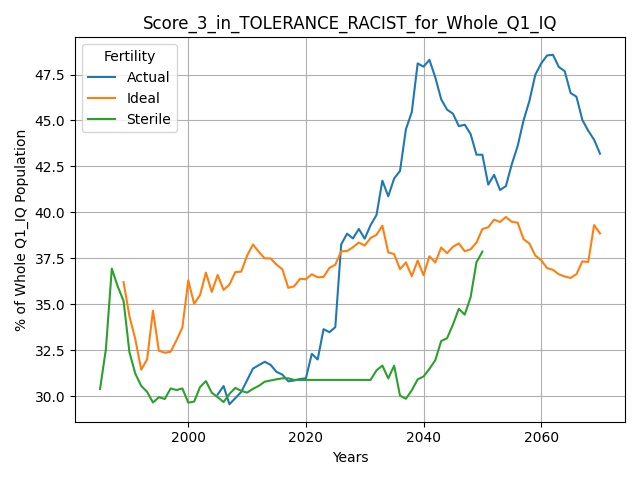 Score_3_in_TOLERANCE_RACIST_for_Whole_Q1_IQ
Fertility
Actual
Ideal
Sterile
% of Whole Q1_IQ Population
47.5
45.0
42.5
40.0
37.5
35.0
32.5
30.0
2000 2020 2040 2060
Years